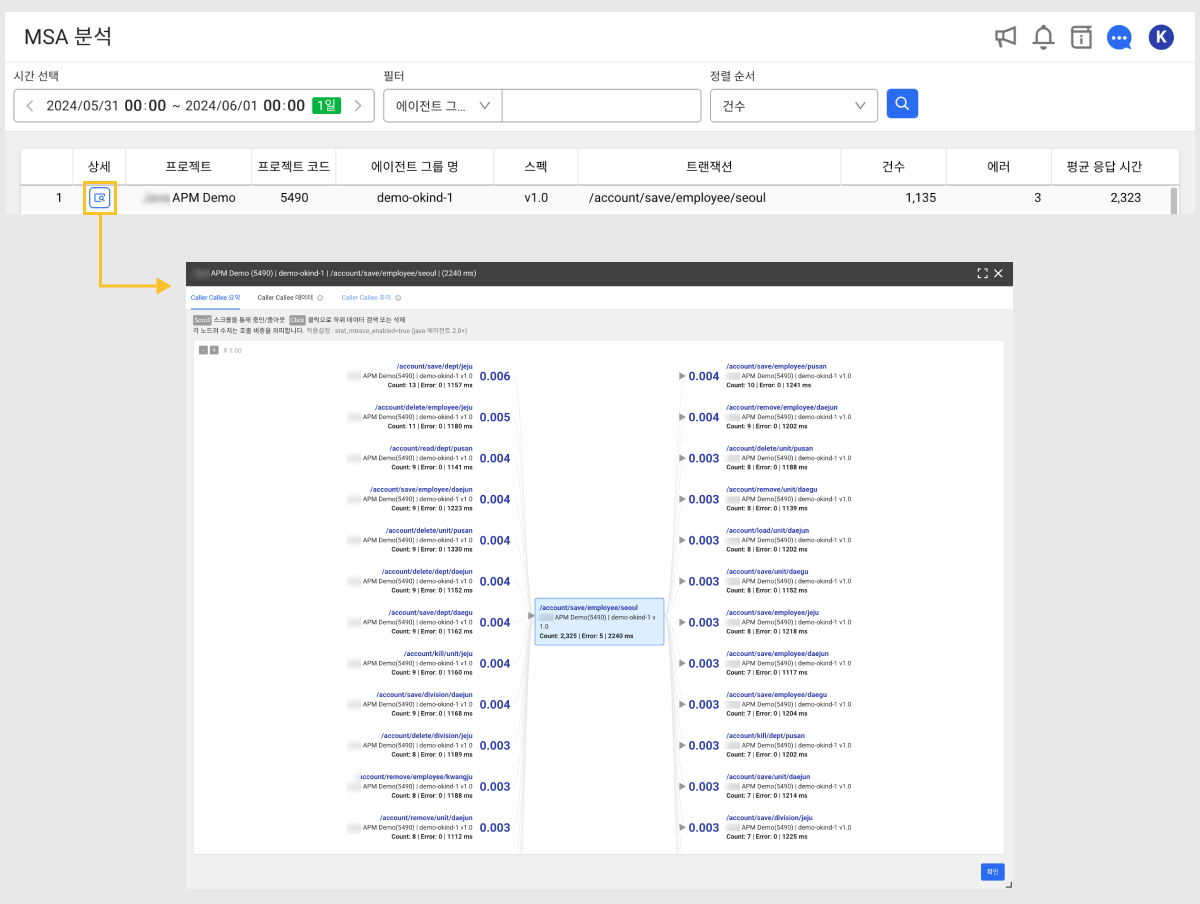 MSA 분석
K
시간 선택
필터
정렬 순서
2024/05/31 00:00 ~ 2024/06/01 00:00 1일
에이전트 그...
건수
상세 프로젝트 프로젝트 코드 에이전트 그룹 명 스펙 트랜잭션 건수 에러 평균 응답 시간
1 APM Demo 5490 demo-okind-1 v1.0 /account/save/employee/seoul 1,135 3 2,323
APM Demo (5490) | demo-okind-1 | /account/save/employee/seoul | (2240 ms)
Caller Callee 요약 Caller Callee 데이터 Caller Callee 추이
Scroll 스크롤을 통해 줌인/줌아웃 Click 클릭으로 하위 데이터 검색 또는 삭제
각 노드의 수치는 호출 비중을 의미합니다. 적용설정 : stat_mtrace_enabled=true (java 에이전트 2.0+)
- + X 1.00
/account/save/dept/jeju
APM Demo(5490) | demo-okind-1 v1.0 0.006
Count: 13 | Error: 0 | 1157 ms
/account/delete/employee/jeju
APM Demo(5490) | demo-okind-1 v1.0 0.005
Count: 11 | Error: 0 | 1180 ms
/account/read/dept/pusan
APM Demo(5490) | demo-okind-1 v1.0 0.004
Count: 9 | Error: 0 | 1141 ms
/account/save/employee/daejun
APM Demo(5490) | demo-okind-1 v1.0 0.004
Count: 9 | Error: 0 | 1223 ms
/account/delete/unit/pusan
APM Demo(5490) | demo-okind-1 v1.0 0.004
Count: 9 | Error: 0 | 1330 ms
/account/delete/dept/daejun
APM Demo(5490) | demo-okind-1 v1.0 0.004
Count: 9 | Error: 0 | 1152 ms
/account/save/dept/daegu
APM Demo(5490) | demo-okind-1 v1.0 0.004
Count: 9 | Error: 0 | 1162 ms
/account/kill/unit/jeju
APM Demo(5490) | demo-okind-1 v1.0 0.004
Count: 9 | Error: 0 | 1160 ms
/account/save/division/daejun
APM Demo(5490) | demo-okind-1 v1.0 0.004
Count: 9 | Error: 0 | 1168 ms
/account/delete/division/jeju
APM Demo(5490) | demo-okind-1 v1.0 0.003
Count: 8 | Error: 0 | 1189 ms
account/remove/employee/kwangju
APM Demo(5490) | demo-okind-1 v1.0 0.003
Count: 8 | Error: 0 | 1188 ms
/account/remove/unit/daejun
APM Demo(5490) | demo-okind-1 v1.0 0.003
Count: 8 | Error: 0 | 1112 ms
/account/save/employee/seoul
APM Demo(5490) | demo-okind-1 v
1.0
Count: 2,325 | Error: 5 | 2240 ms
/account/save/employee/pusan
0.004 APM Demo(5490) | demo-okind-1 v1.0
Count: 10 | Error: 0 | 1241 ms
/account/remove/employee/daejun
0.004 APM Demo(5490) | demo-okind-1 v1.0
Count: 9 | Error: 0 | 1202 ms
/account/delete/unit/pusan
0.003 APM Demo(5490) | demo-okind-1 v1.0
Count: 8 | Error: 0 | 1188 ms
/account/remove/unit/daegu
0.003 APM Demo(5490) | demo-okind-1 v1.0
Count: 8 | Error: 0 | 1139 ms
/account/load/unit/daejun
0.003 APM Demo(5490) | demo-okind-1 v1.0
Count: 8 | Error: 0 | 1202 ms
/account/save/unit/daegu
0.003 APM Demo(5490) | demo-okind-1 v1.0
Count: 8 | Error: 0 | 1152 ms
/account/save/employee/jeju
0.003 APM Demo(5490) | demo-okind-1 v1.0
Count: 8 | Error: 0 | 1218 ms
/account/save/employee/daejun
0.003 APM Demo(5490) | demo-okind-1 v1.0
Count: 7 | Error: 0 | 1117 ms
/account/save/employee/daegu
0.003 APM Demo(5490) | demo-okind-1 v1.0
Count: 7 | Error: 0 | 1204 ms
/account/kill/dept/pusan
0.003 APM Demo(5490) | demo-okind-1 v1.0
Count: 7 | Error: 0 | 1202 ms
/account/save/unit/daejun
0.003 APM Demo(5490) | demo-okind-1 v1.0
Count: 7 | Error: 0 | 1214 ms
/account/save/division/jeju
0.003 APM Demo(5490) | demo-okind-1 v1.0
Count: 7 | Error: 0 | 1225 ms
확인